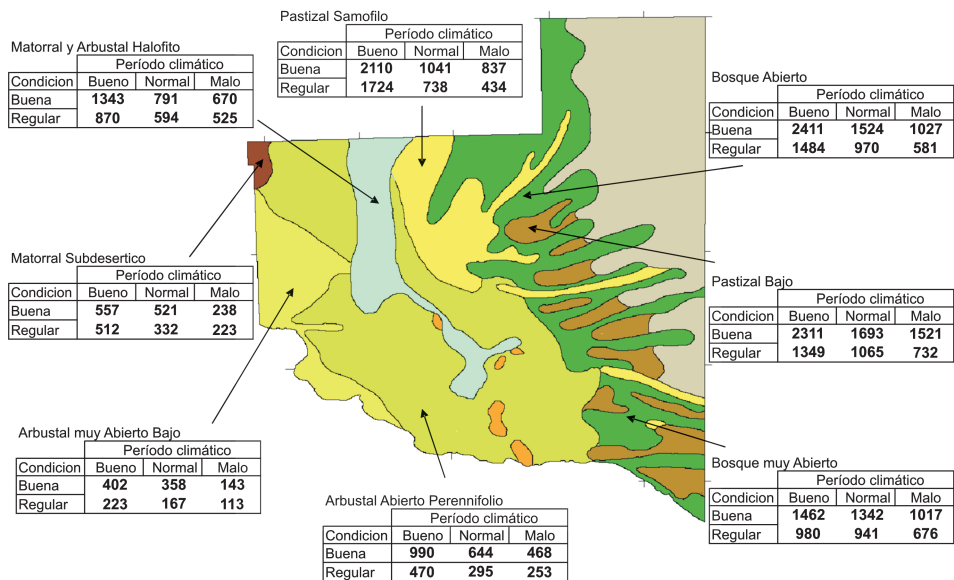 Pastizal Samofilo
Período climático
Condicion Bueno Normal Malo
Buena 2110 1041 837
Regular 1724 738 434
Matorral y Arbustal Halofito
Período climático
Condicion Bueno Normal Malo
Buena 1343 791 670
Regular 870 594 525
Bosque Abierto
Período climático
Condicion Bueno Normal Malo
Buena 2411 1524 1027
Regular 1484 970 581
Matorral Subdesertico
Período climático
Condicion Bueno Normal Malo
Buena 557 521 238
Regular 512 332 223
Pastizal Bajo
Período climático
Condicion Bueno Normal Malo
Buena 2311 1693 1521
Regular 1349 1065 732
Arbustal muy Abierto Bajo
Período climático
Condicion Bueno Normal Malo
Buena 402 358 143
Regular 223 167 113
Bosque muy Abierto
Período climático
Condicion Bueno Normal Malo
Buena 1462 1342 1017
Regular 980 941 676
Arbustal Abierto Perennifolio
Período climático
Condicion Bueno Normal Malo
Buena 990 644 468
Regular 470 295 253